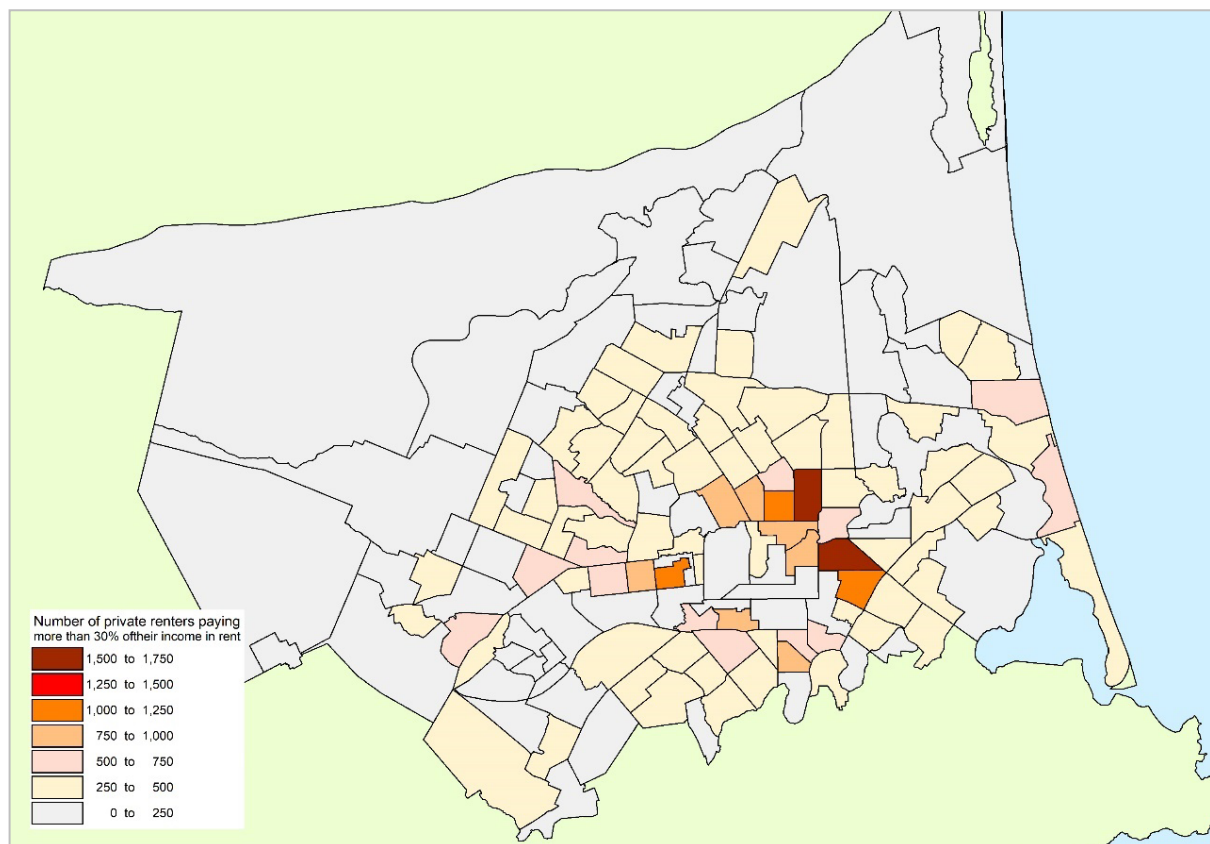 Number of private renters paying
more than 30% oftheir income in rent
1,500 to 1,750
1,250 to 1,500
1,000 to 1,250
750 to 1,000
500 to 750
250 to 500
0 to 250